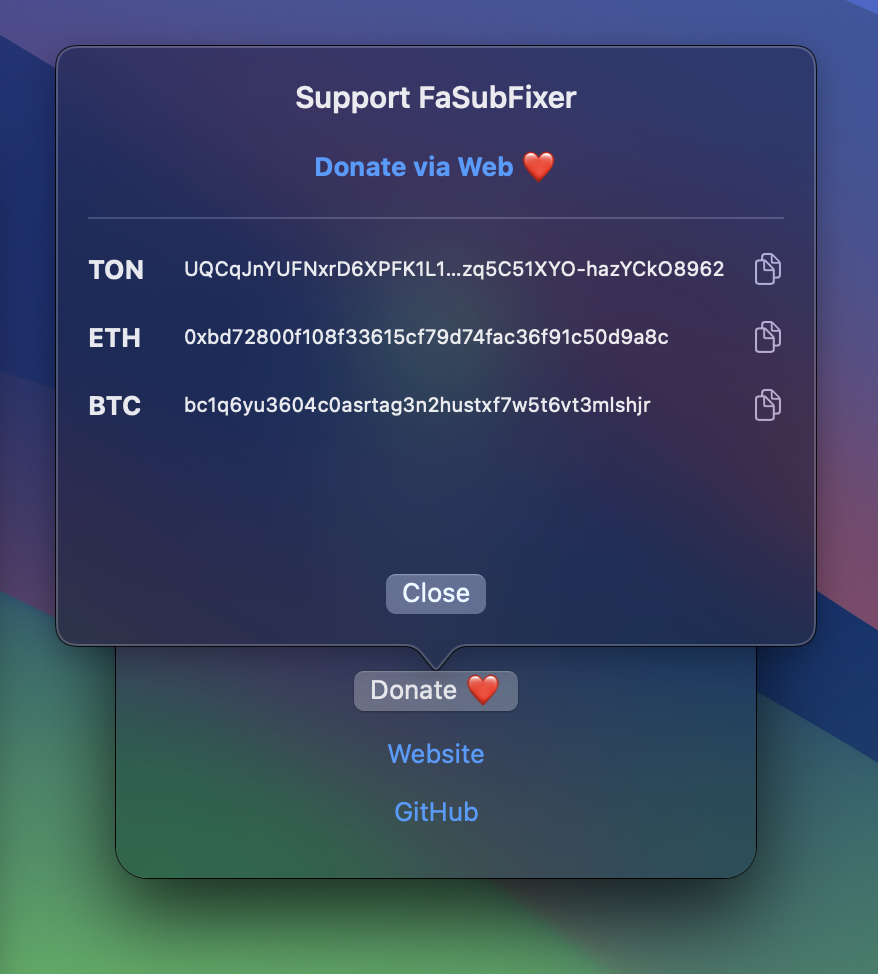 Support FaSubFixer
Donate via Web ❤️
TON UQCqJnYUFNxrD6XPFK1L1...zq5C51XYO-hazYCkO8962
ETH 0xbd72800f108f33615cf79d74fac36f91c50d9a8c
BTC bc1q6yu3604c0asrtag3n2hustxf7w5t6vt3mlshjr
Close
Donate ❤️
Website
GitHub